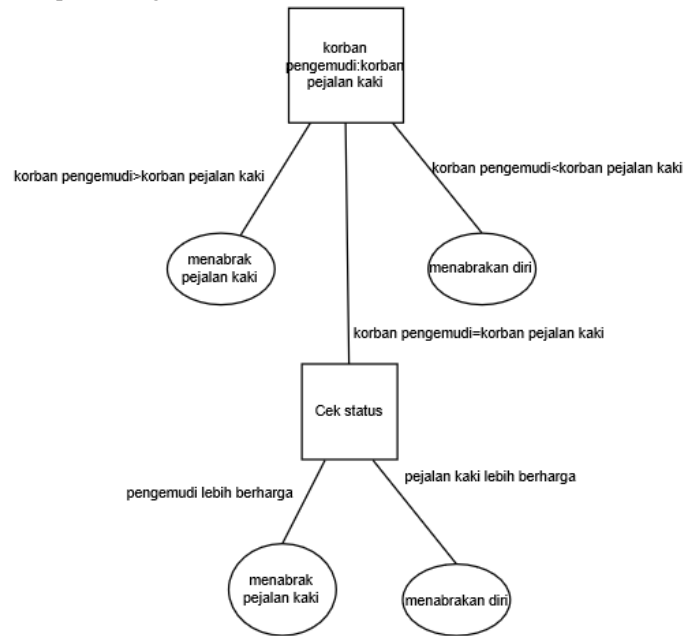 korban
pengemudi:korban
pejalan kaki
korban pengemudi>korban pejalan kaki
korban pengemudi<korban pejalan kaki
menabrak
pejalan kaki
menabrakan diri
korban pengemudi=korban pejalan kaki
Cek status
pengemudi lebih berharga
pejalan kaki lebih berharga
menabrak
pejalan kaki
menabrakan diri